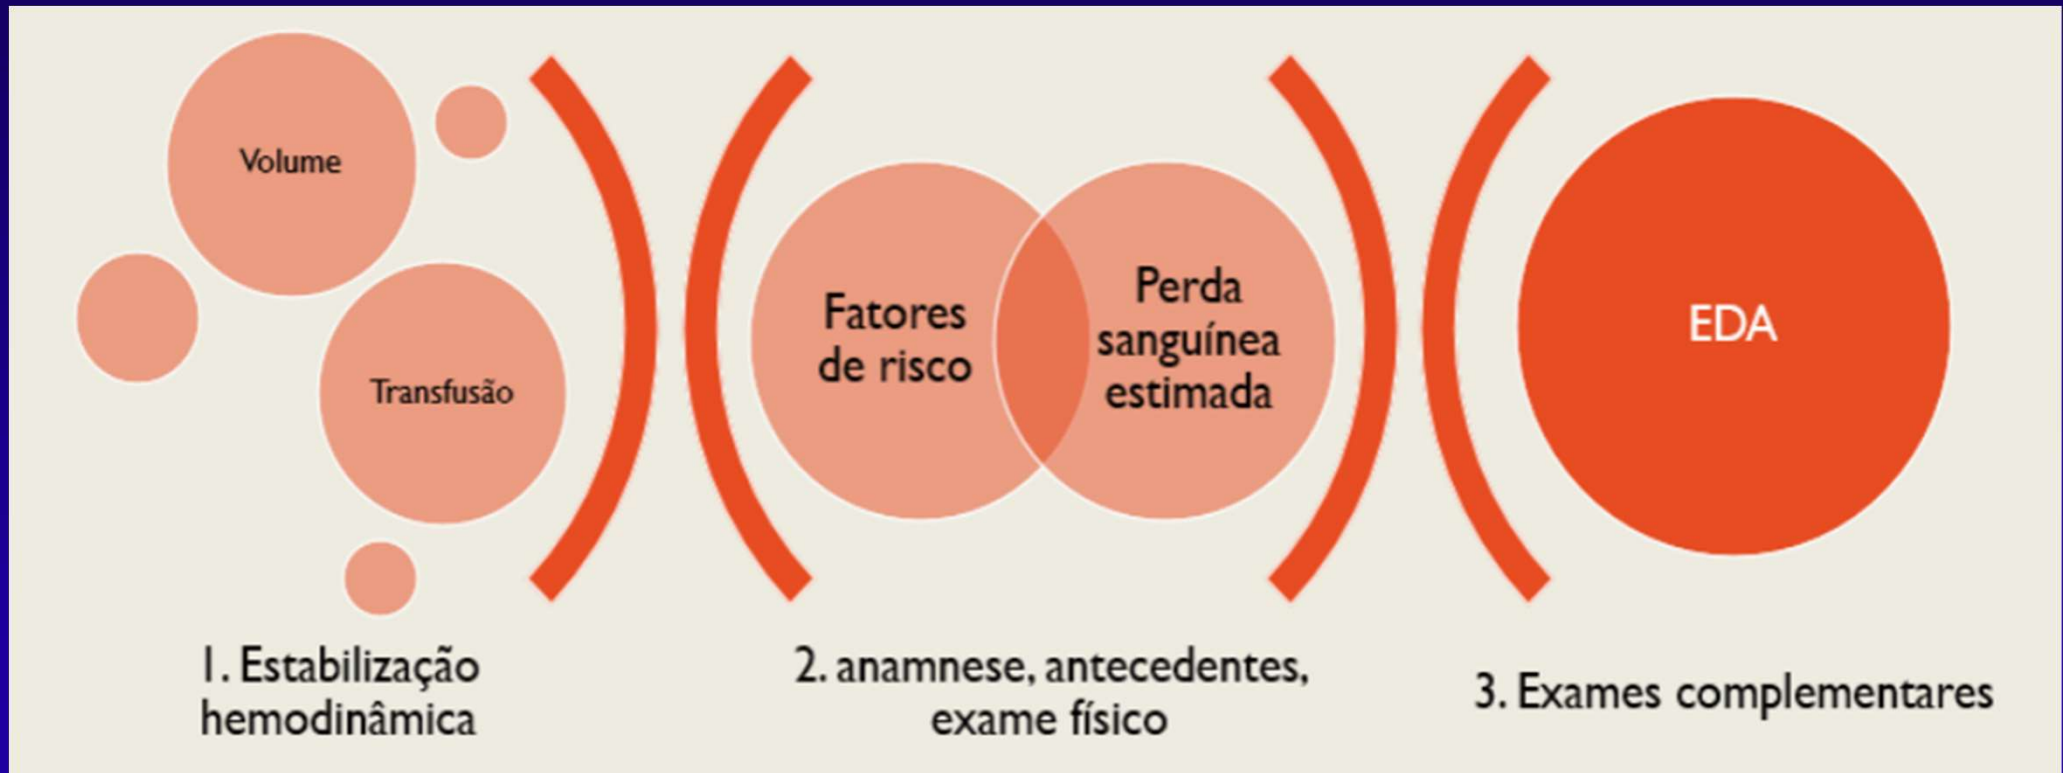 Volume
Transfusão
1. Estabilização
hemodinâmica
Fatores
de risco
Perda
sanguínea
estimada
2. anamnese, antecedentes,
exame físico
EDA
3. Exames complementares